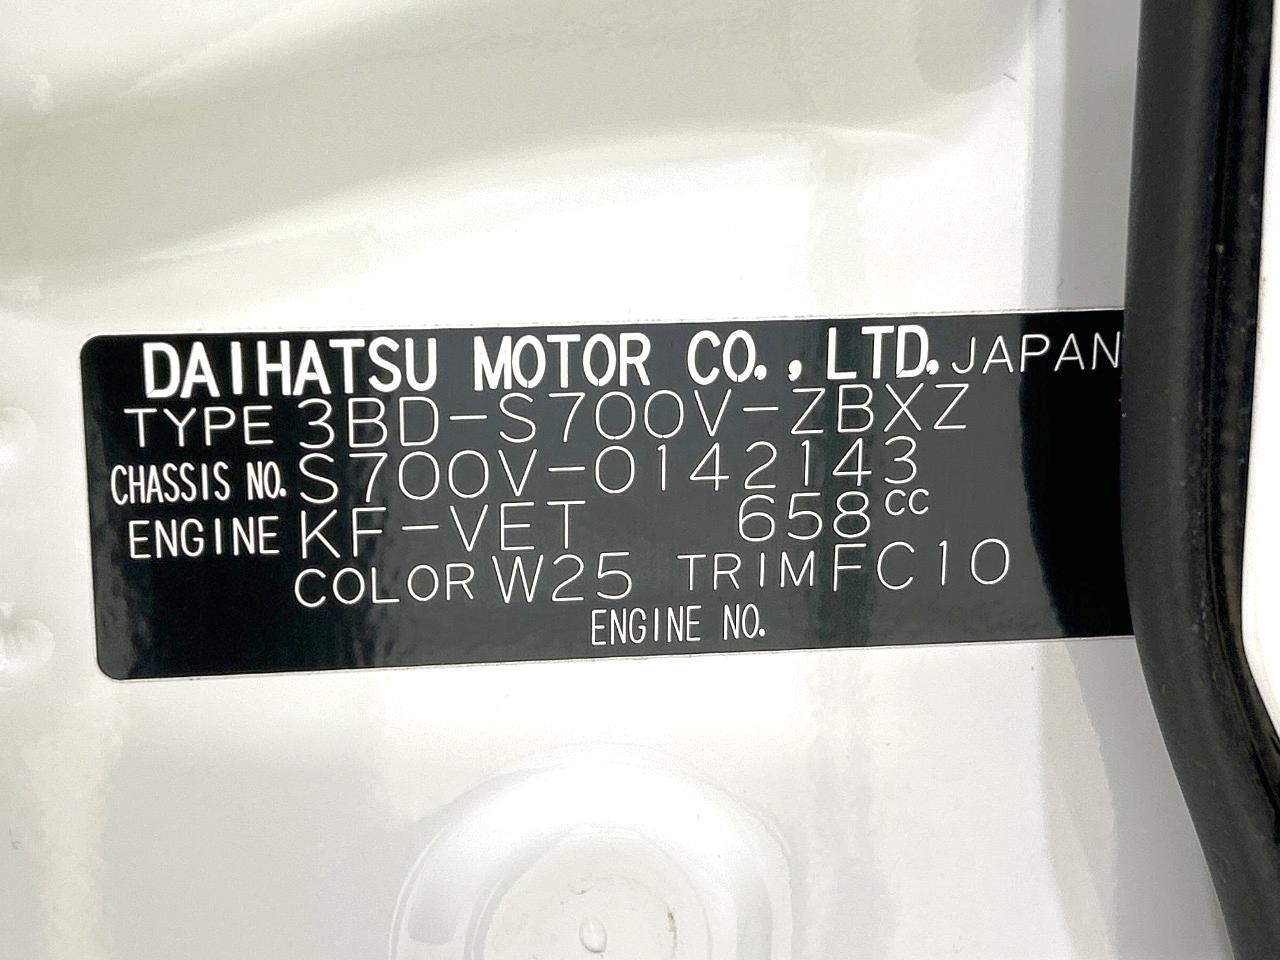 DAIHATSU MOTOR CO., LTD. JAPAN
TYPE 3BD-S700V-ZBXZ
CHASSIS NO. S700V-0142143
ENGINE KF-VET 658CC
COLOR W25 TRIM FC10
ENGINE NO.